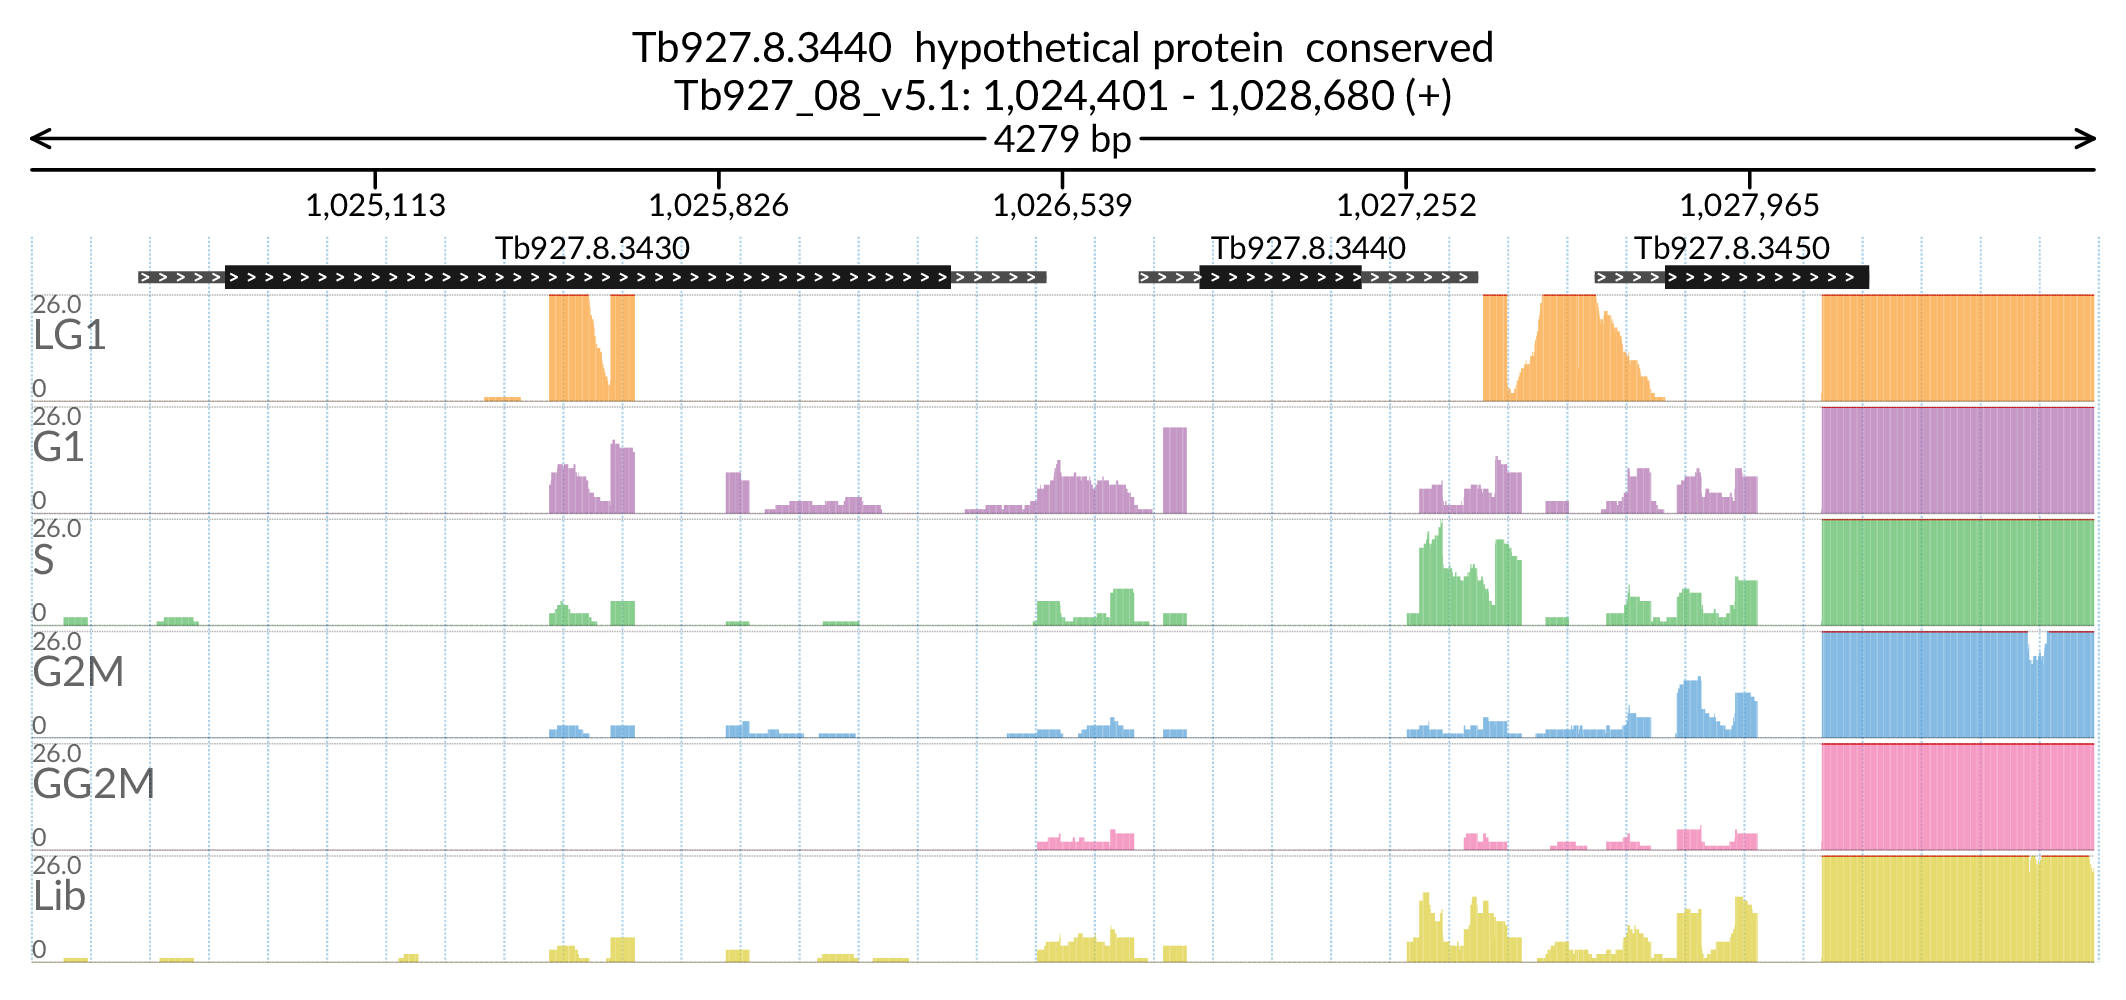 Tb927.8.3440 hypothetical protein conserved
Tb927_08_v5.1: 1,024,401 - 1,028,680 (+)
4279 bp
1,025,113 1,025,826 1,026,539 1,027,252 1,027,965
Tb927.8.3430 Tb927.8.3440 Tb927.8.3450
26.0
LG1
0
26.0
G1
0
26.0
S
0
26.0
G2M
0
26.0
GG2M
0
26.0
Lib
0